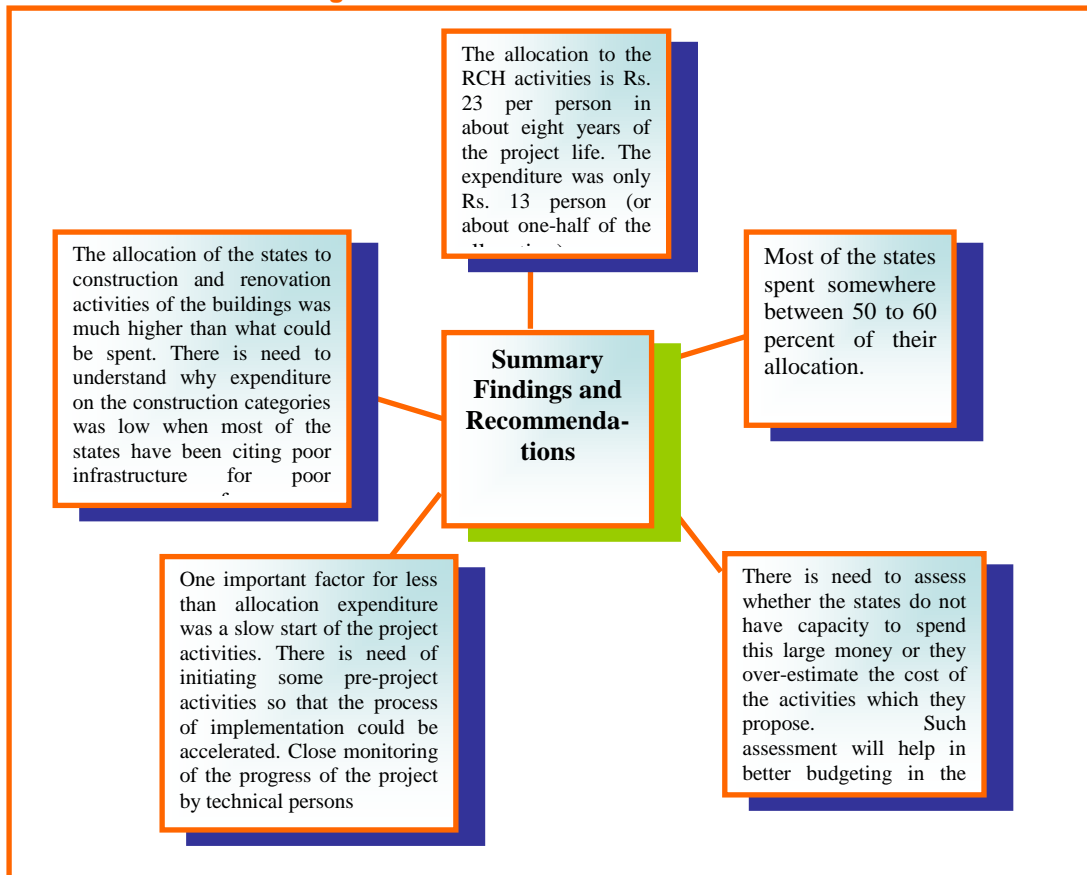 The allocation to the
RCH activities is Rs.
23 per person in
about eight years of
the project life. The
expenditure was only
Rs. 13 person (or
about one-half of the
The allocation of the states to
construction and renovation
activities of the buildings was
much higher than what could
be spent. There is need to
understand why expenditure
on the construction categories
was low when most of the
states have been citing poor
infrastructure for poor
Most of the states
spent somewhere
between 50 to 60
percent of their
allocation.
Summary
Findings and
Recommenda-
tions
One important factor for less
than allocation expenditure
was a slow start of the project
activities. There is need of
initiating some pre-project
activities so that the process
of implementation could be
accelerated. Close monitoring
of the progress of the project
by technical persons
There is need to assess
whether the states do not
have capacity to spend
this large money or they
over-estimate the cost of
the activities which they
propose. Such
assessment will help in
better budgeting in the